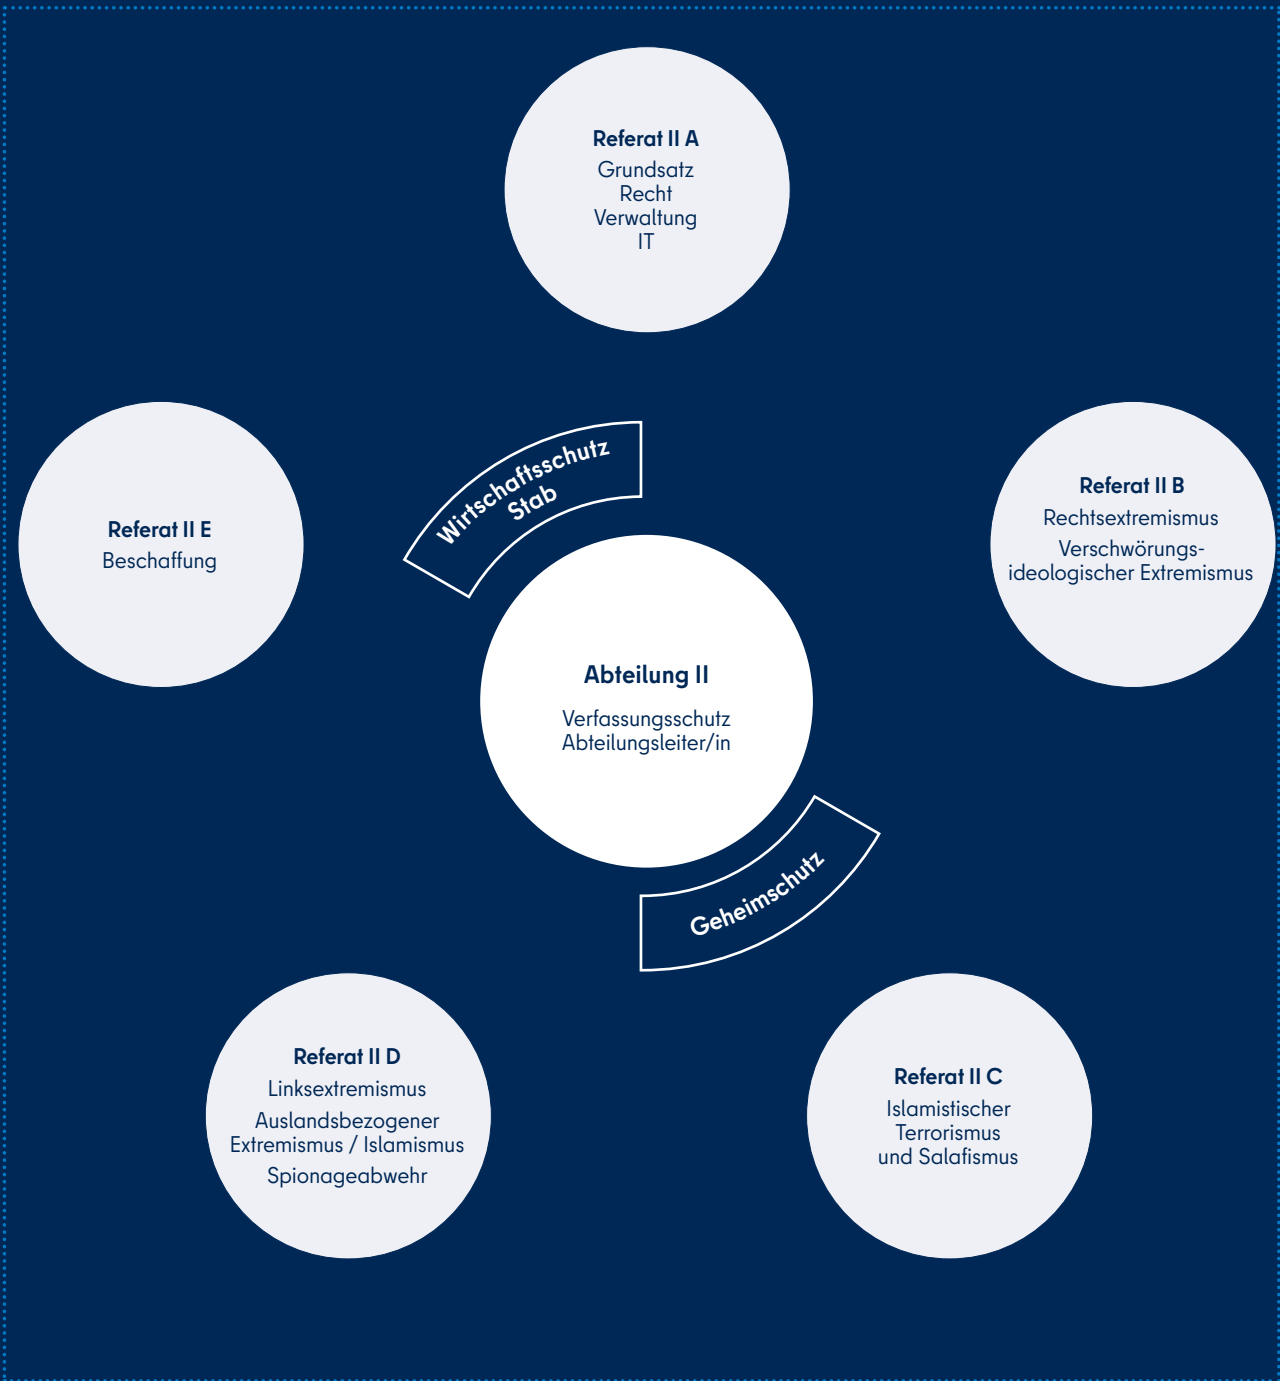 Referat II A
Grundsatz
Recht
Verwaltung
IT
Referat II E
Beschaffung
Wirtschaftsschutz
Stab
Referat II B
Rechtsextremismus
Verschwörungs-
ideologischer Extremismus
Abteilung II
Verfassungsschutz
Abteilungsleiter/in
Geheimschutz
Referat II D
Linksextremismus
Auslandsbezogener
Extremismus / Islamismus
Spionageabwehr
Referat II C
Islamistischer
Terrorismus
und Salafismus